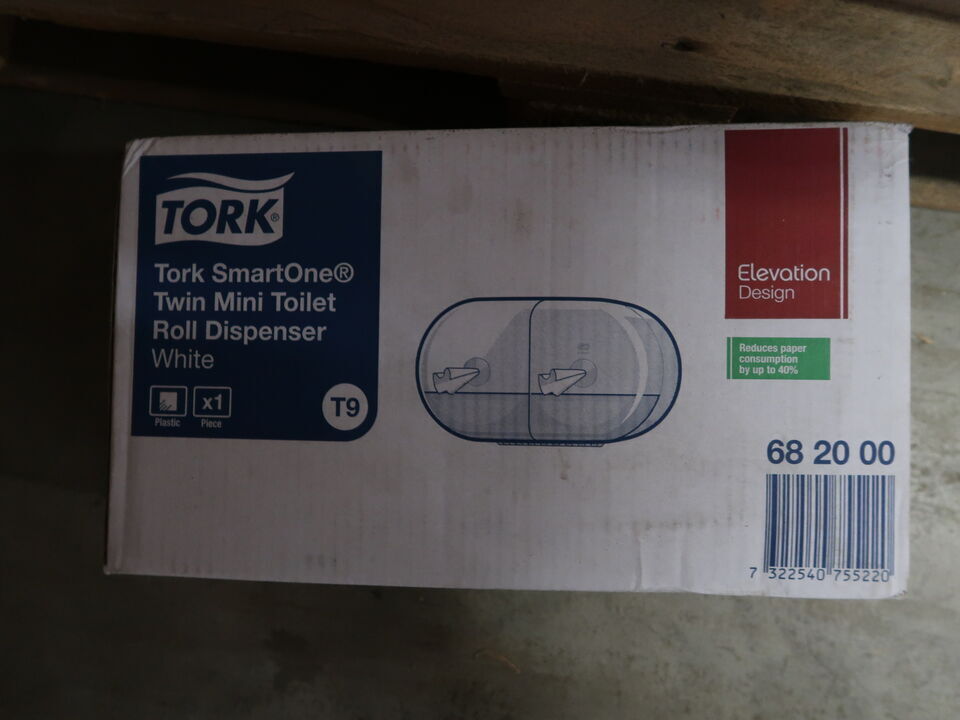 TORK®
Tork SmartOne®
Twin Mini Toilet
Roll Dispenser
White
x1
Plastic
Piece
T9
Elevation
Design
Reduces paper
consumption
by up to 40%
68 20 00
7 322540 755220